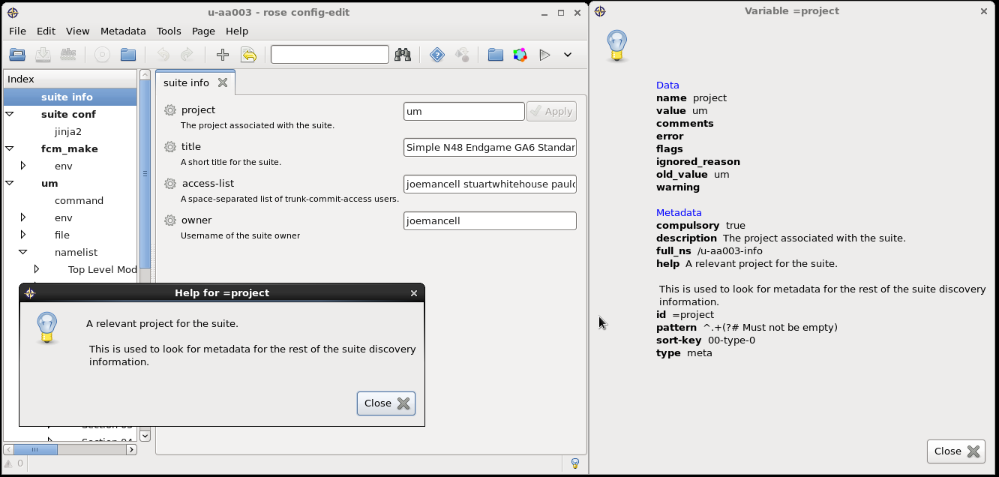 u-aa003 - rose config-edit
File Edit View Metadata Tools Page Help
Abc
Index
suite info
suite conf
jinja2
fcm_make
env
um
command
env
file
namelist
Top Level Mod
0
suite info
project
um
Apply
The project associated with the suite.
title
Simple N48 Endgame GA6 Standar
A short title for the suite.
access-list
joemancell stuartwhitehouse paulc
A space-separated list of trunk-commit-access users.
owner
joemancell
Username of the suite owner
Help for =project
A relevant project for the suite.
This is used to look for metadata for the rest of the suite discovery
information.
Close
Variable =project
Data
name project
value um
comments
error
flags
ignored_reason
old_value um
warning
Metadata
compulsory true
description The project associated with the suite.
full_ns /u-aa003-info
help A relevant project for the suite.
This is used to look for metadata for the rest of the suite discovery
information.
id =project
pattern ^.+(?# Must not be empty)
sort-key 00-type-0
type meta
Close